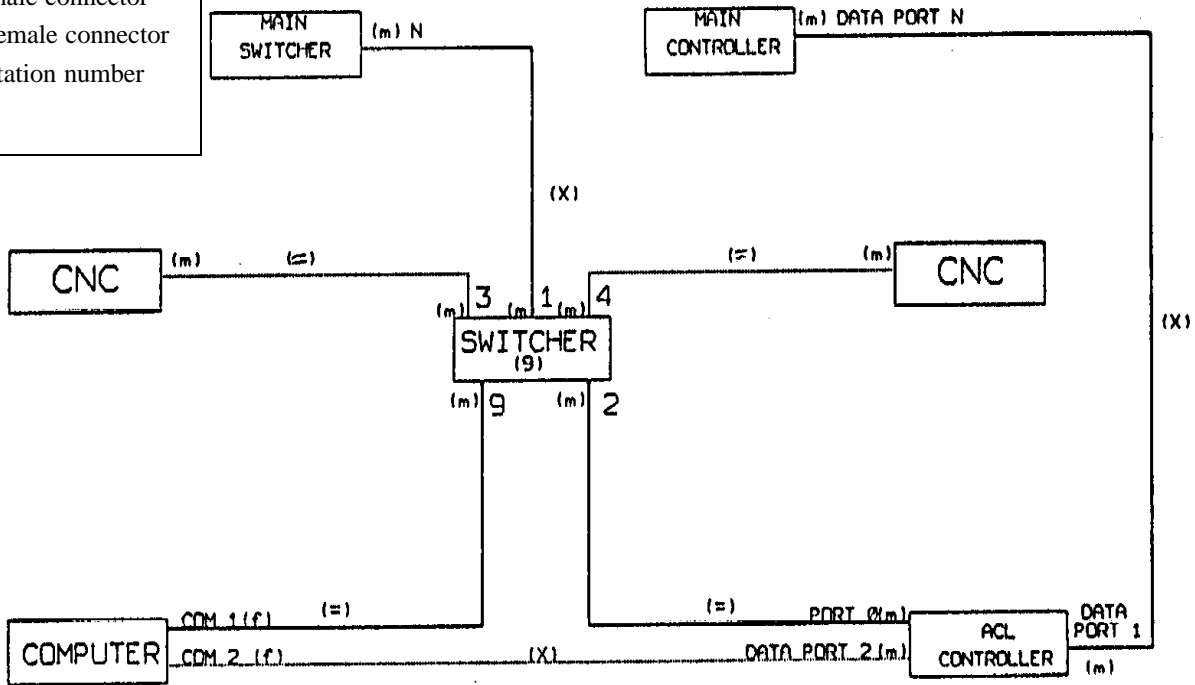 male connector
emale connector
tation number
MAIN
SWITCHER
(m) N
MAIN
CONTROLLER
(m) DATA PORT N
(X)
CNC
(m)
(=)
(=)
(m)
CNC
(X)
(m) 3
(m) 1
(m) 4
SWITCHER
(9)
(m) 9
(m) 2
COMPUTER
COM 1 (f)
(=)
COM 2 (f)
(X)
(=)
PORT 0(m)
DATA PORT 2 (m)
ACL
CONTROLLER
DATA
PORT 1
(m)